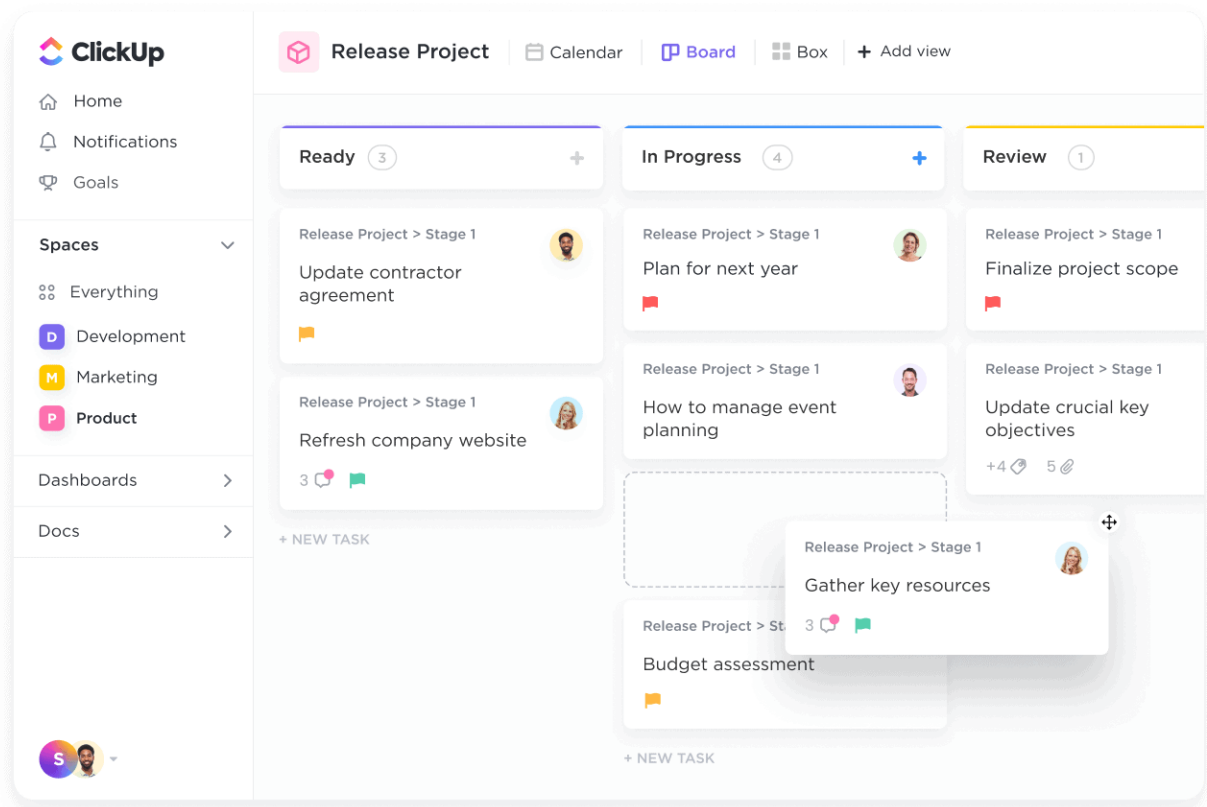 ClickUp
Home
Notifications
Goals
Spaces
Everything
D Development
M Marketing
P Product
Dashboards
Docs
S
Release Project
Calendar
Board
Box
+ Add view
Ready 3 +
Release Project > Stage 1
Update contractor
agreement
Release Project > Stage 1
Refresh company website
3
+ NEW TASK
In Progress 4 +
Release Project > Stage 1
Plan for next year
Release Project > Stage 1
How to manage event
planning
Release Project > Stage 1
Gather key resources
3
Release Project >
Budget assessment
+ NEW TASK
Review 1
Release Project > Stage 1
Finalize project scope
Release Project > Stage 1
Update crucial key
objectives
+4 5